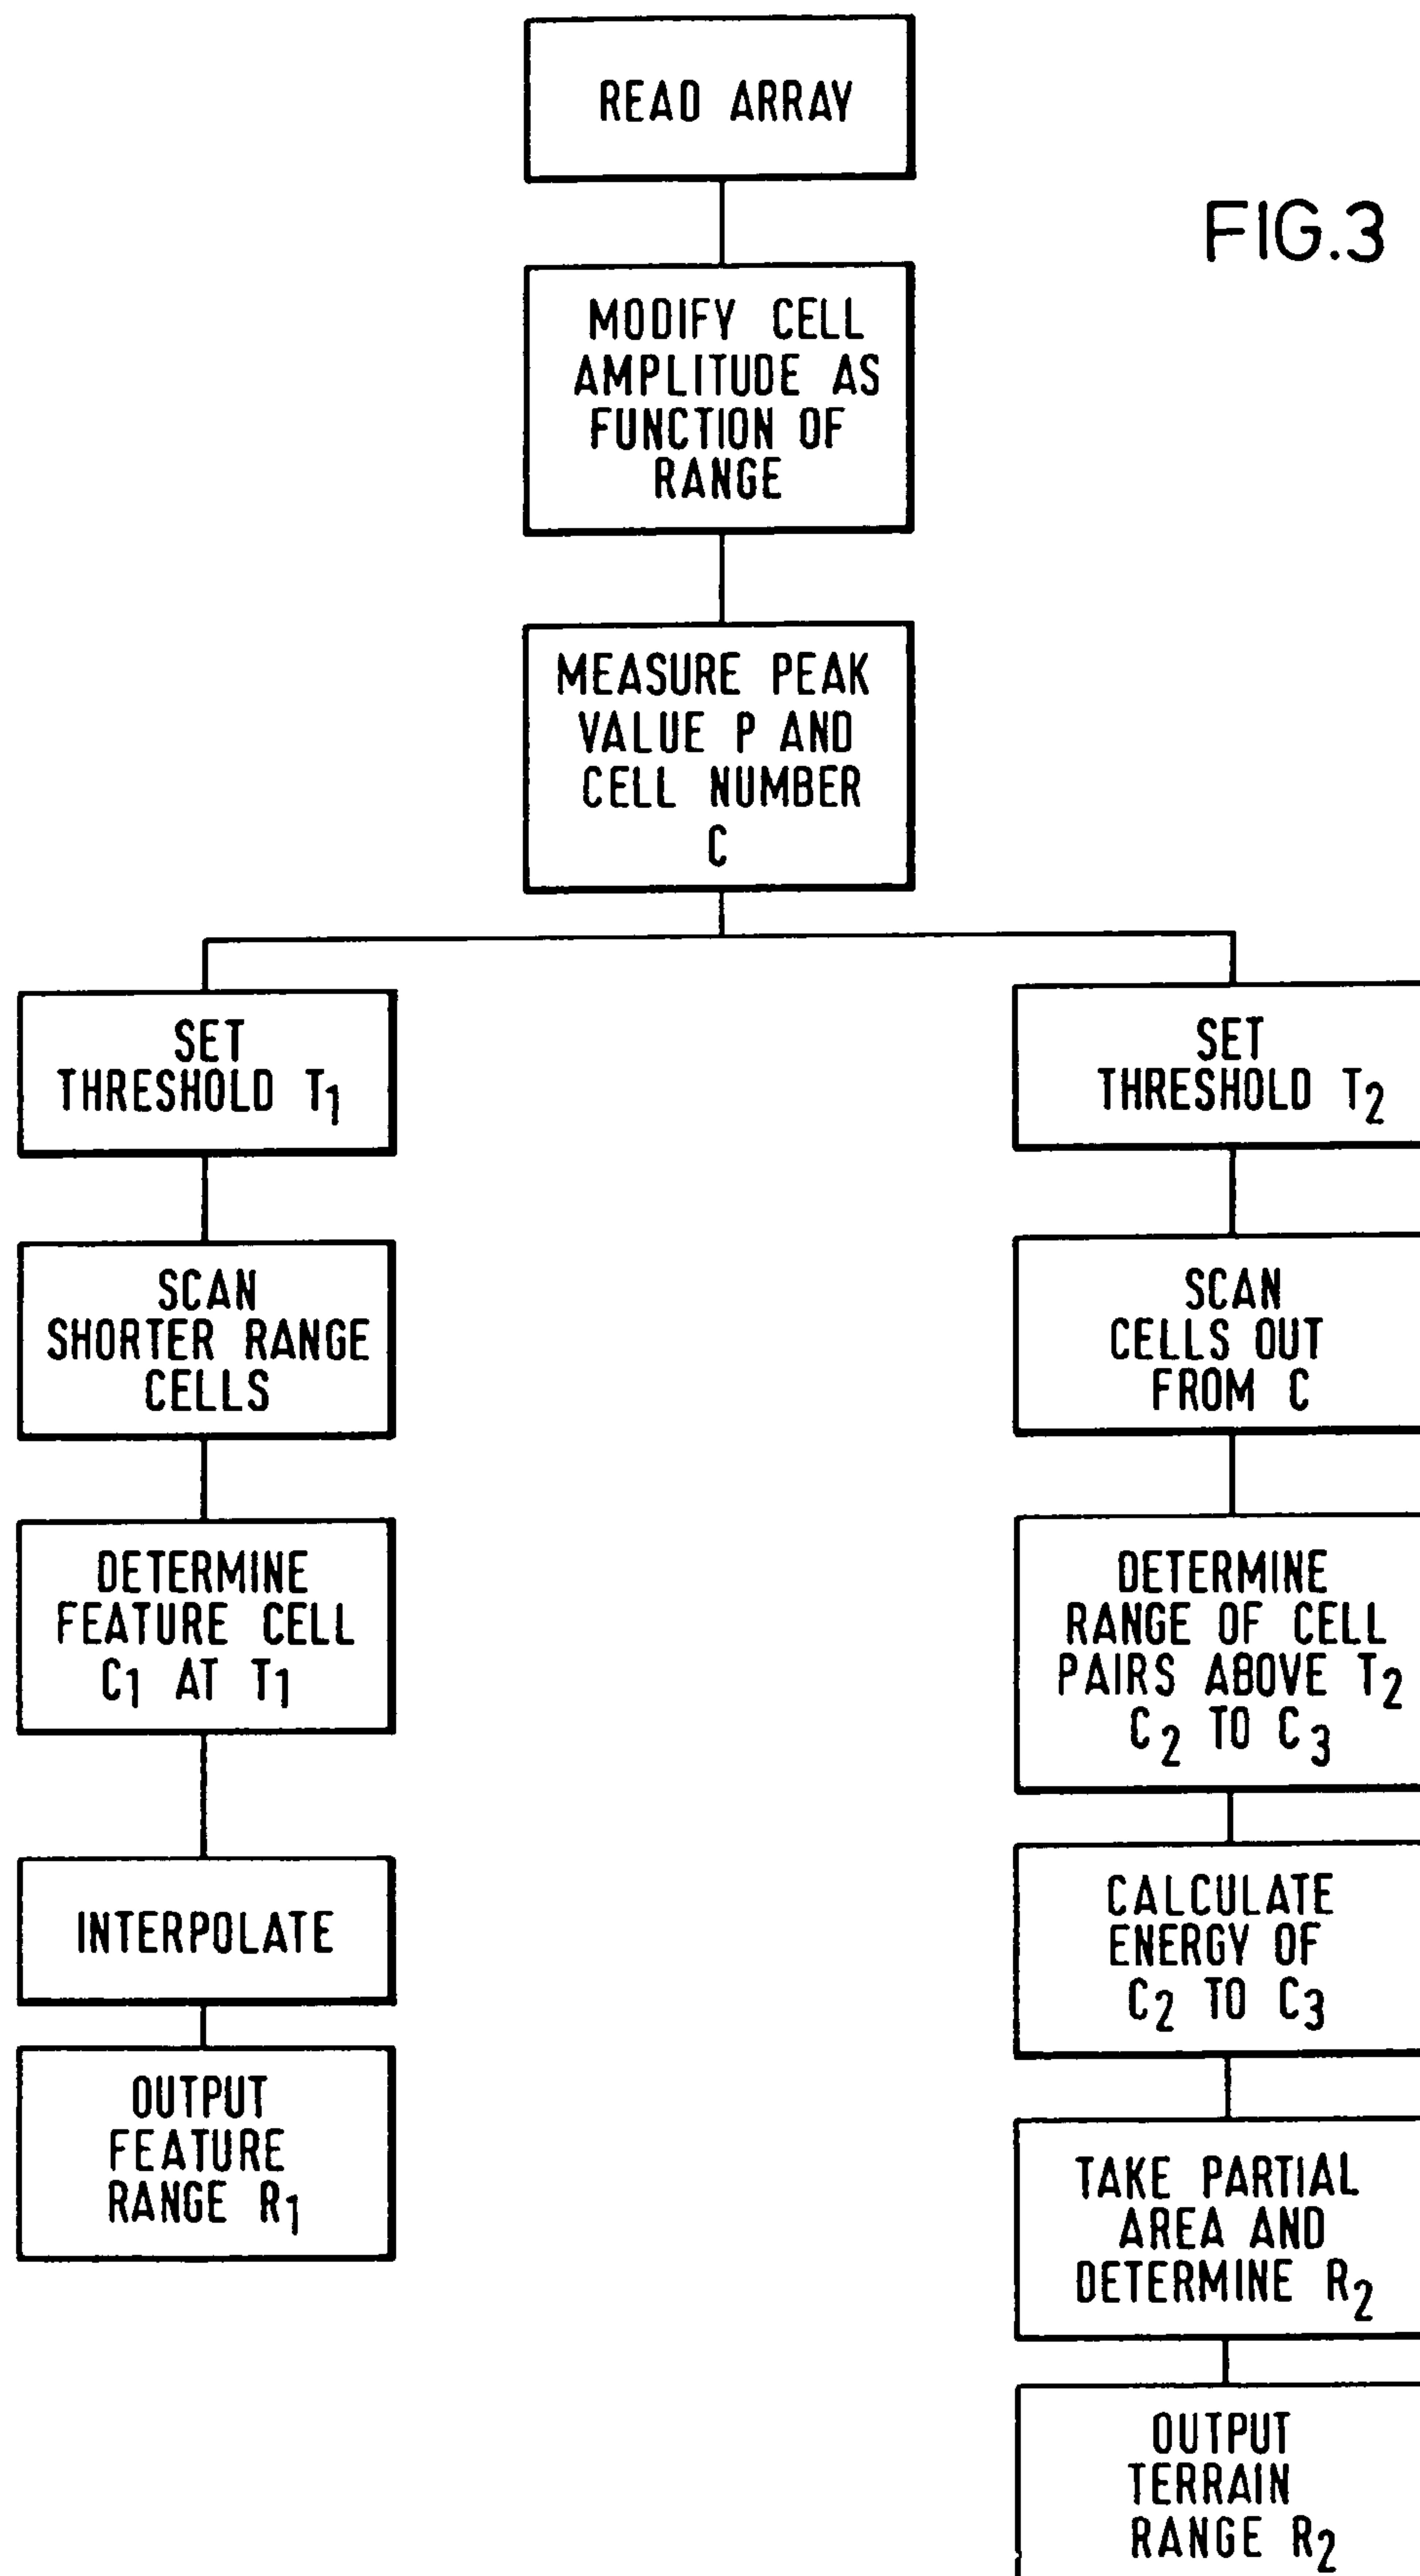 READ ARRAY
FIG.3
MODIFY CELL
AMPLITUDE AS
FUNCTION OF
RANGE
MEASURE PEAK
VALUE P AND
CELL NUMBER
C
SET
THRESHOLD T1
SCAN
SHORTER RANGE
CELLS
DETERMINE
FEATURE CELL
C1 AT T1
INTERPOLATE
OUTPUT
FEATURE
RANGE R1
SET
THRESHOLD T2
SCAN
CELLS OUT
FROM C
DETERMINE
RANGE OF CELL
PAIRS ABOVE T2
C2 TO C3
CALCULATE
ENERGY OF
C2 TO C3
TAKE PARTIAL
AREA AND
DETERMINE R2
OUTPUT
TERRAIN
RANGE R2